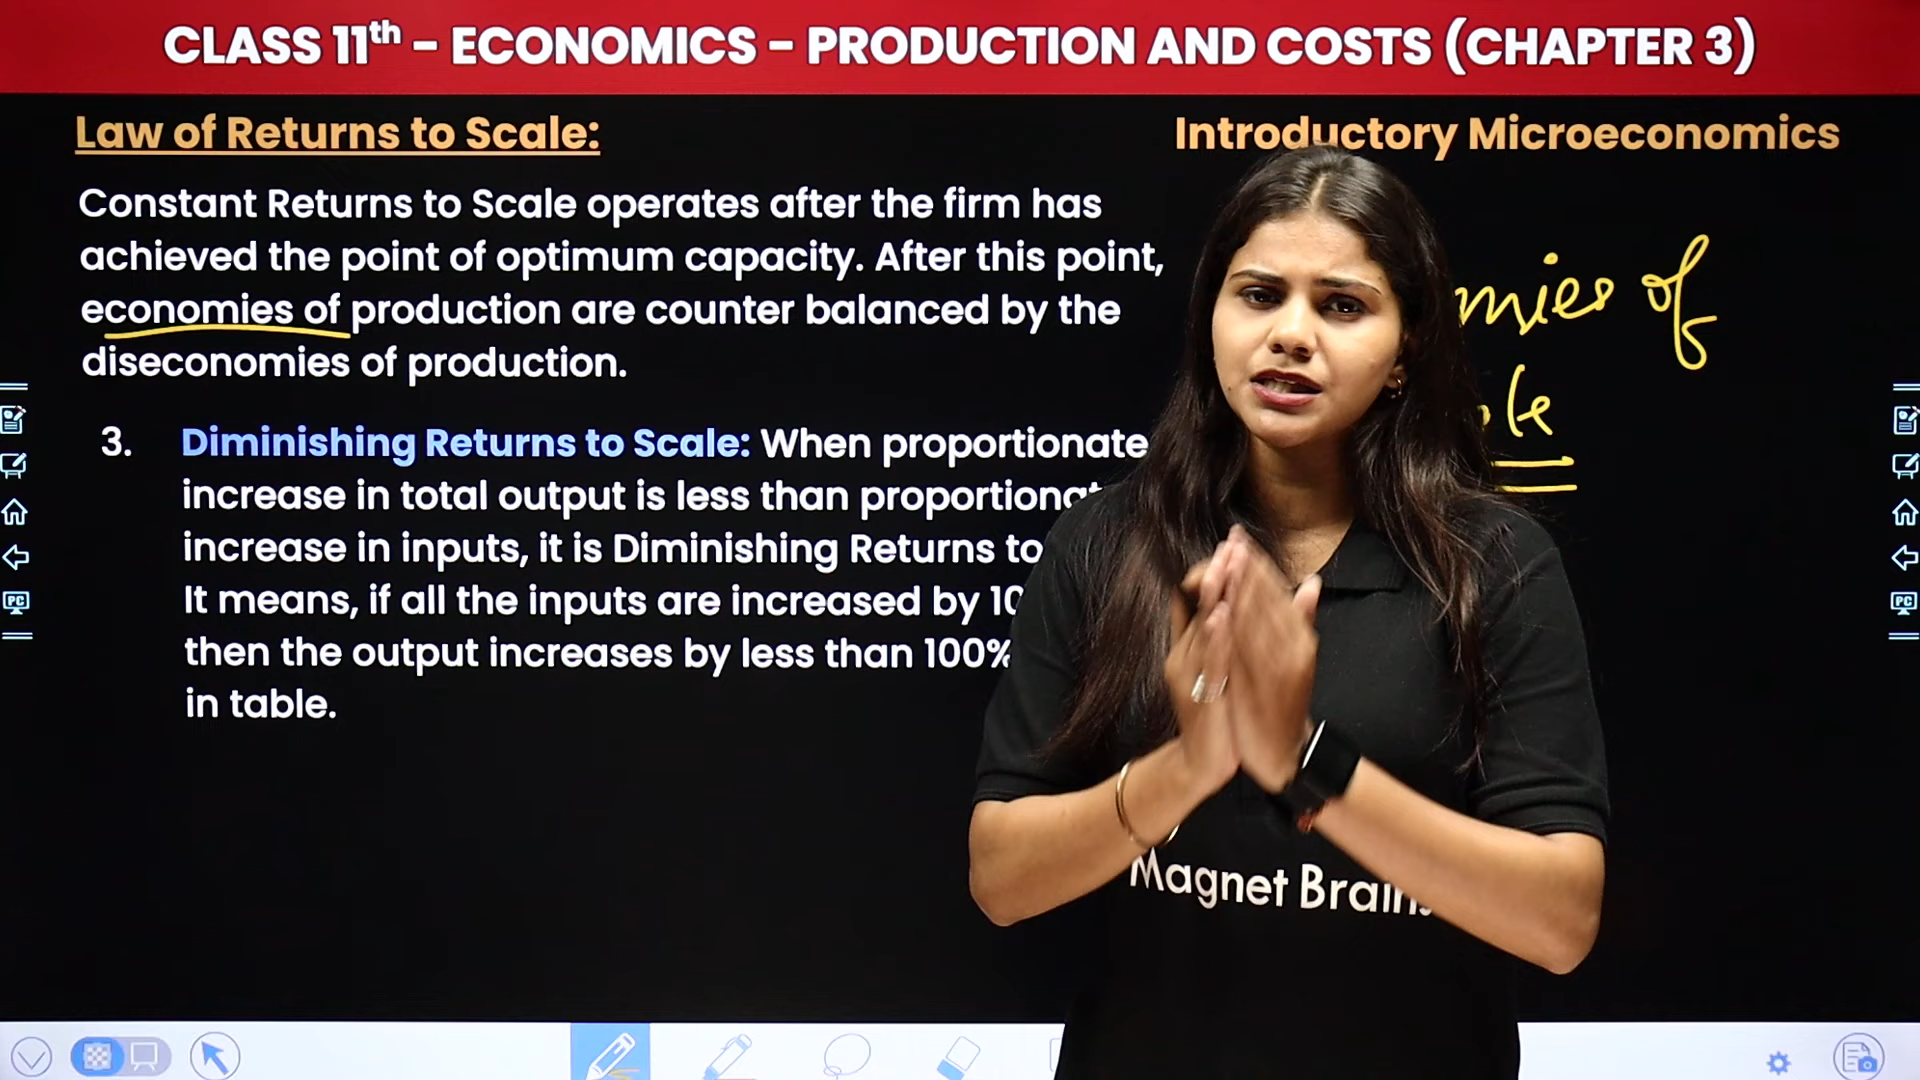 CLASS 11th - ECONOMICS - PRODUCTION AND COSTS (CHAPTER 3)
Law of Returns to Scale:
Introductory Microeconomics
Constant Returns to Scale operates after the firm has
achieved the point of optimum capacity. After this point,
economies of production are counter balanced by the
diseconomies of production.
of
3. Diminishing Returns to Scale: When proportionate
increase in total output is less than
increase in inputs, it is Diminishing Returns to
It means, if all the inputs are increased by
then the output increases by less than 100%
in table.
Magnet
PC
PC